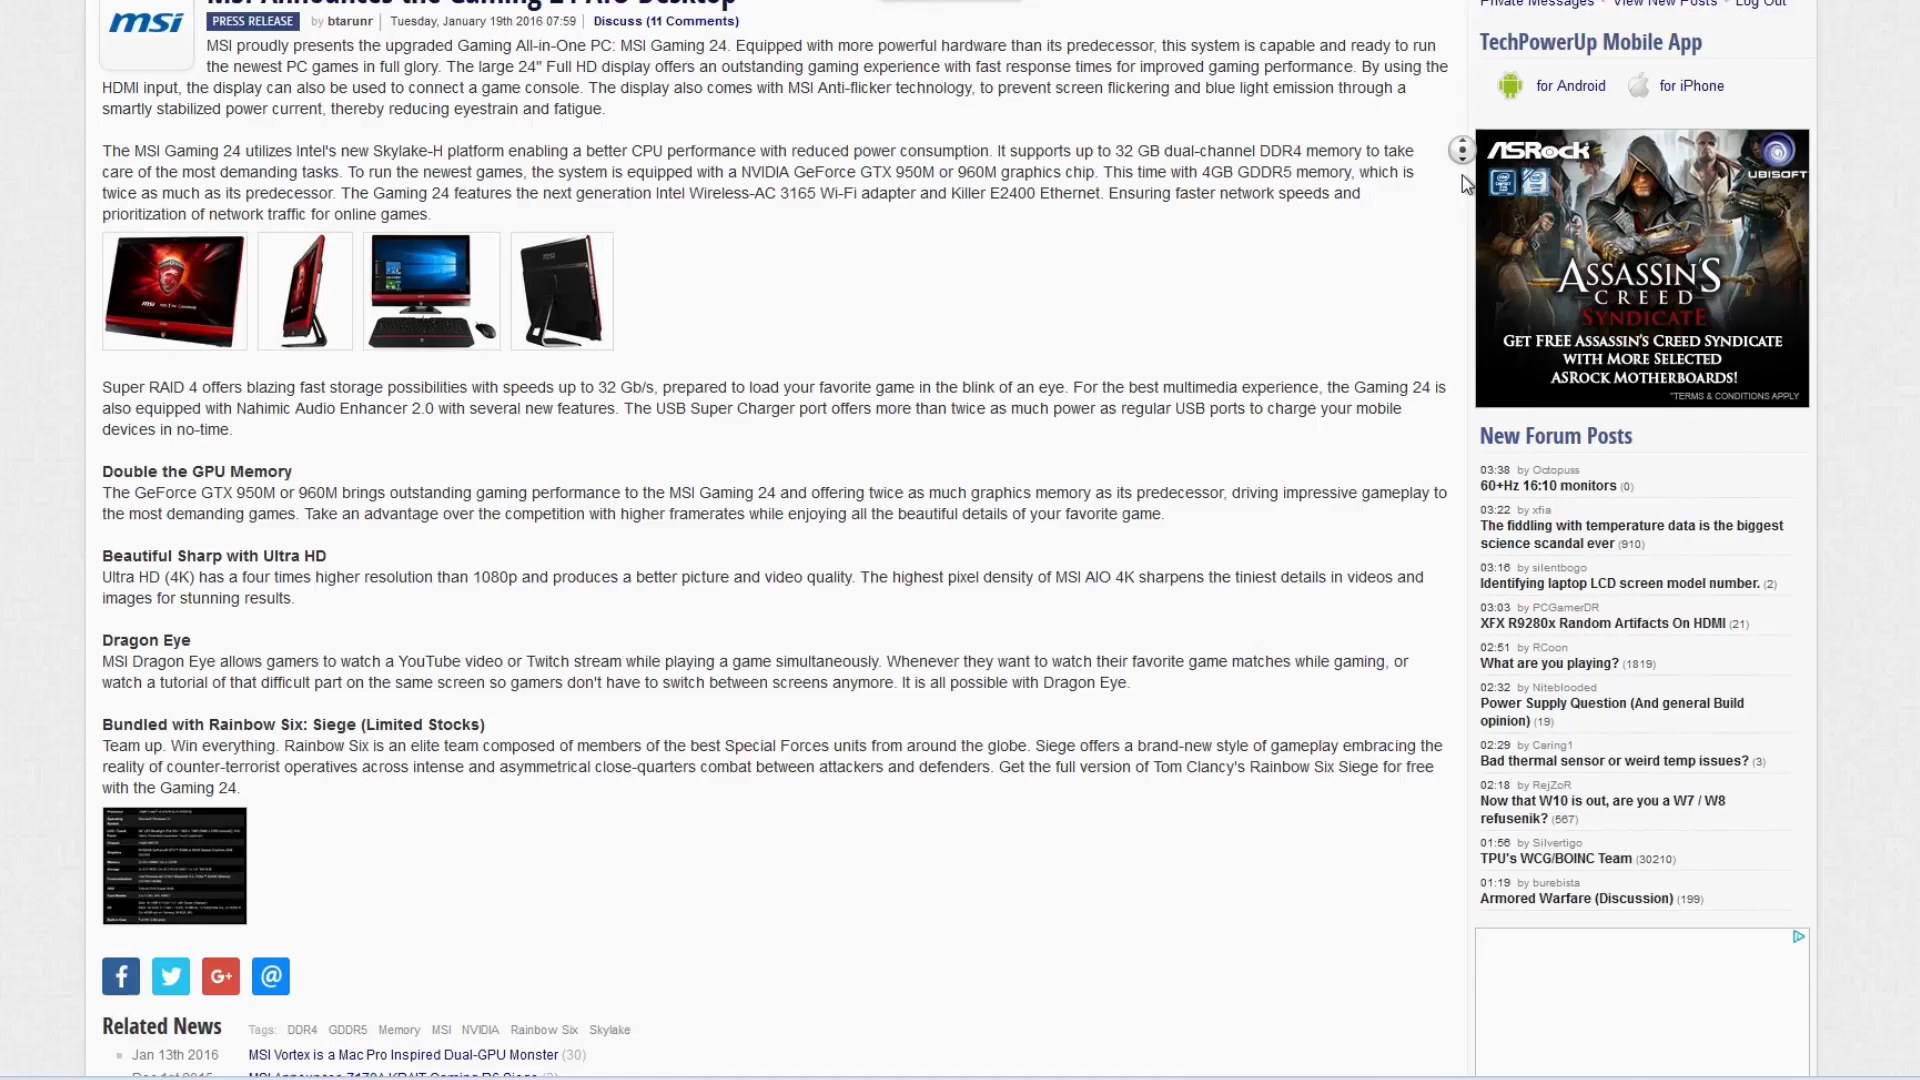 MSI Announces the Gaming 24 AIO Desktop
msi
PRESS RELEASE by btarunr Tuesday, January 19th 2016 07:59 Discuss (11 Comments)
MSI proudly presents the upgraded Gaming All-in-One PC: MSI Gaming 24. Equipped with more powerful hardware than its predecessor, this system is capable and ready to run
the newest PC games in full glory. The large 24" Full HD display offers an outstanding gaming experience with fast response times for improved gaming performance. By using the
HDMI input, the display can also be used to connect a game console. The display also comes with MSI Anti-flicker technology, to prevent screen flickering and blue light emission through a
smartly stabilized power current, thereby reducing eyestrain and fatigue.
The MSI Gaming 24 utilizes Intel's new Skylake-H platform enabling a better CPU performance with reduced power consumption. It supports up to 32 GB dual-channel DDR4 memory to take
care of the most demanding tasks. To run the newest games, the system is equipped with a NVIDIA GeForce GTX 950M or 960M graphics chip. This time with 4GB GDDR5 memory, which is
twice as much as its predecessor. The Gaming 24 features the next generation Intel Wireless-AC 3165 Wi-Fi adapter and Killer E2400 Ethernet. Ensuring faster network speeds and
prioritization of network traffic for online games.
msi
Super RAID 4 offers blazing fast storage possibilities with speeds up to 32 Gb/s, prepared to load your favorite game in the blink of an eye. For the best multimedia experience, the Gaming 24 is
also equipped with Nahimic Audio Enhancer 2.0 with several new features. The USB Super Charger port offers more than twice as much power as regular USB ports to charge your mobile
devices in no-time.
Double the GPU Memory
The GeForce GTX 950M or 960M brings outstanding gaming performance to the MSI Gaming 24 and offering twice as much graphics memory as its predecessor, driving impressive gameplay to
the most demanding games. Take an advantage over the competition with higher framerates while enjoying all the beautiful details of your favorite game.
Beautiful Sharp with Ultra HD
Ultra HD (4K) has a four times higher resolution than 1080p and produces a better picture and video quality. The highest pixel density of MSI AIO 4K sharpens the tiniest details in videos and
images for stunning results.
Dragon Eye
MSI Dragon Eye allows gamers to watch a YouTube video or Twitch stream while playing a game simultaneously. Whenever they want to watch their favorite game matches while gaming, or
watch a tutorial of that difficult part on the same screen so gamers don't have to switch between screens anymore. It is all possible with Dragon Eye.
Bundled with Rainbow Six: Siege (Limited Stocks)
Team up. Win everything. Rainbow Six is an elite team composed of members of the best Special Forces units from around the globe. Siege offers a brand-new style of gameplay embracing the
reality of counter-terrorist operatives across intense and asymmetrical close-quarters combat between attackers and defenders. Get the full version of Tom Clancy's Rainbow Six Siege for free
with the Gaming 24.
Related News Tags: DDR4 GDDR5 Memory MSI NVIDIA Rainbow Six Skylake
Jan 13th 2016 MSI Vortex is a Mac Pro Inspired Dual-GPU Monster (30)
Dec 1st 2015 MSI Announces Z170A KRAIT Gaming R6 Siege
Private Messages · View New Posts · Log Out
TechPowerUp Mobile App
for Android for iPhone
ASRock
UBISOFT
ASSASSIN'S
CREED
SYNDICATE
GET FREE ASSASSIN'S CREED SYNDICATE
WITH MORE SELECTED
ASROCK MOTHERBOARDS!
*TERMS & CONDITIONS APPLY
New Forum Posts
03:38 by Octopuss
60+Hz 16:10 monitors (0)
03:22 by xfia
The fiddling with temperature data is the biggest
science scandal ever (910)
03:16 by silentbogo
Identifying laptop LCD screen model number. (2)
03:03 by PCGamerDR
XFX R9280x Random Artifacts On HDMI (21)
02:51 by RCoon
What are you playing? (1819)
02:32 by Niteblooded
Power Supply Question (And general Build
opinion) (19)
02:29 by Caring1
Bad thermal sensor or weird temp issues? (3)
02:18 by RejZoR
Now that W10 is out, are you a W7 / W8
refusenik? (567)
01:56 by Silvertigo
TPU's WCG/BOINC Team (30210)
01:19 by burebista
Armored Warfare (Discussion) (199)